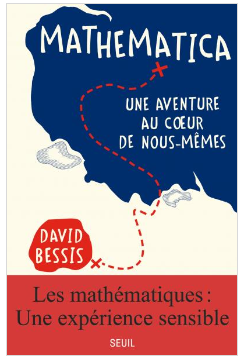 MATHEMATICA
UNE AVENTURE
AU CŒUR
DE NOUS-MÊMES
DAVID
BESSIS
Les mathématiques :
Une expérience sensible
SEUIL